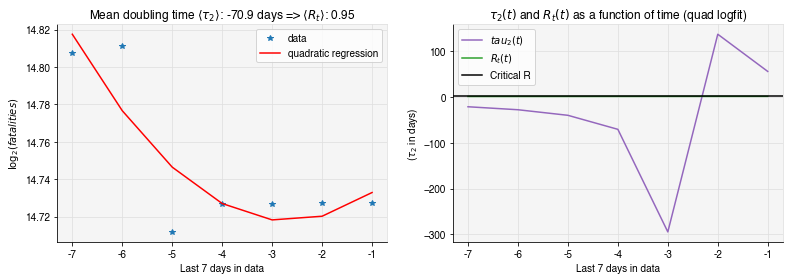 Mean doubling time ⟨τ₂⟩: -70.9 days => ⟨Rₜ⟩: 0.95
log₂(fatalities)
14.82
14.80
14.78
14.76
14.74
14.72
data
quadratic regression
-7 -6 -5 -4 -3 -2 -1
Last 7 days in data
τ₂(t) and Rₜ(t) as a function of time (quad logfit)
(τ₂ in days)
100
0
−100
−200
−300
tau₂(t)
Rₜ(t)
Critical R
-7 -6 -5 -4 -3 -2 -1
Last 7 days in data